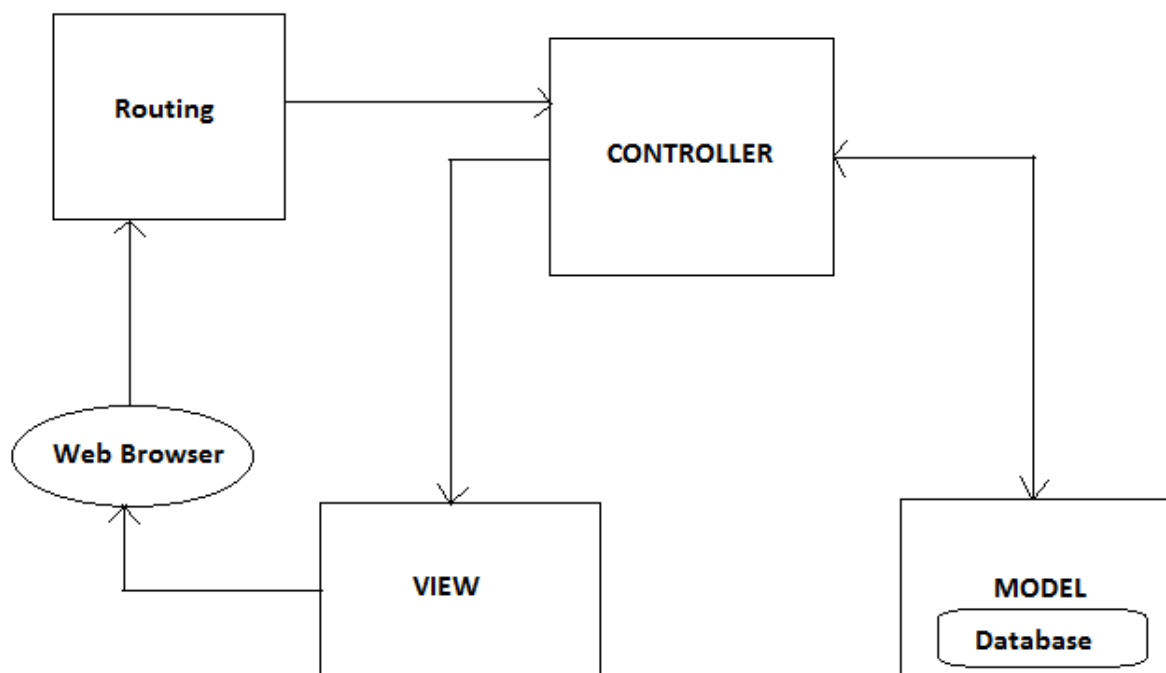 Routing
CONTROLLER
Web Browser
VIEW
MODEL
Database